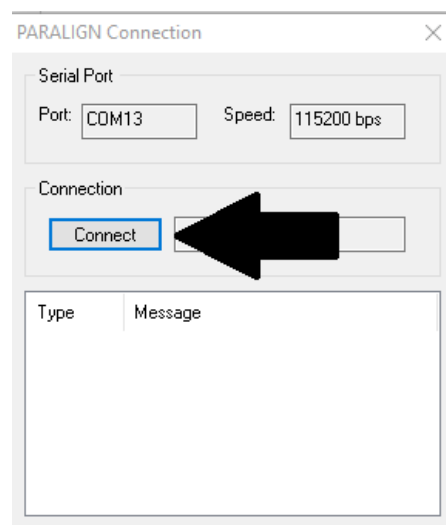 PARALIGN Connection
Serial Port
Port: COM13 Speed: 115200 bps
Connection
Connect
Type Message